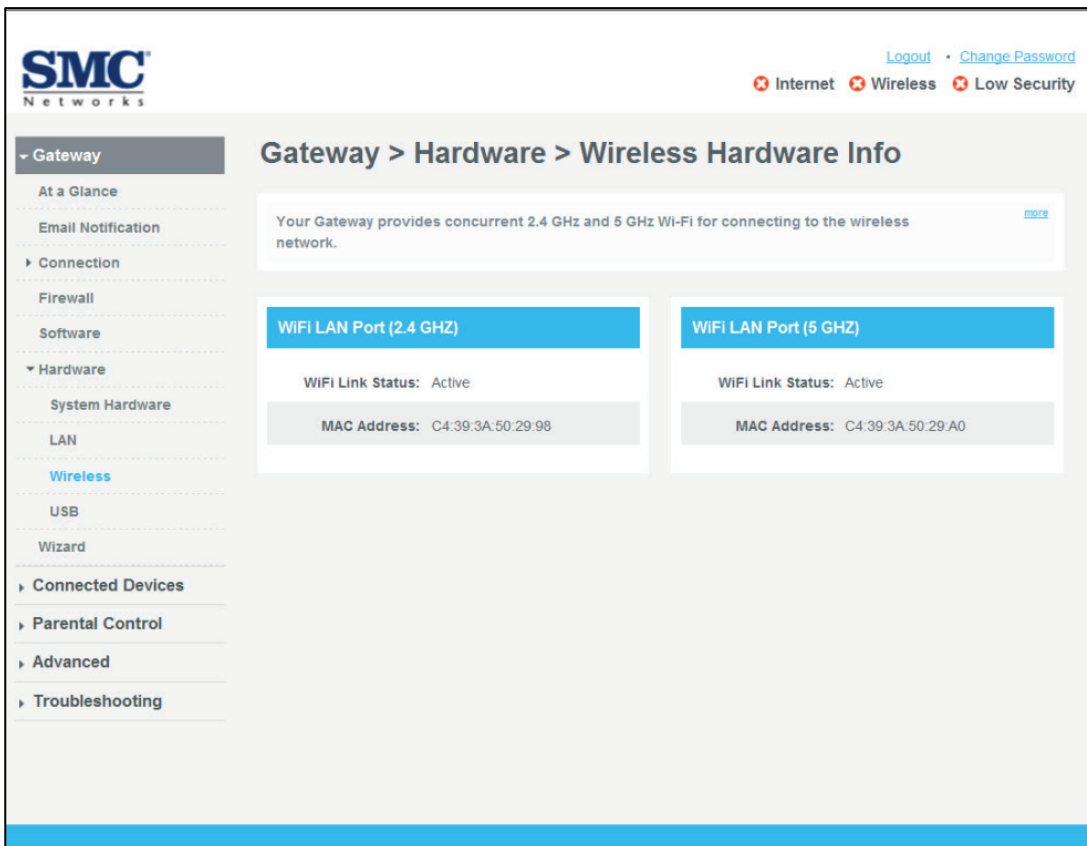 SMC
Networks
Logout • Change Password
Internet Wireless Low Security
Gateway
At a Glance
Email Notification
Connection
Firewall
Software
Hardware
System Hardware
LAN
Wireless
USB
Wizard
Connected Devices
Parental Control
Advanced
Troubleshooting
Gateway > Hardware > Wireless Hardware Info
Your Gateway provides concurrent 2.4 GHz and 5 GHz Wi-Fi for connecting to the wireless
network.
more
WiFi LAN Port (2.4 GHZ)
WiFi Link Status: Active
MAC Address: C4:39:3A:50:29:98
WiFi LAN Port (5 GHZ)
WiFi Link Status: Active
MAC Address: C4:39:3A:50:29:A0